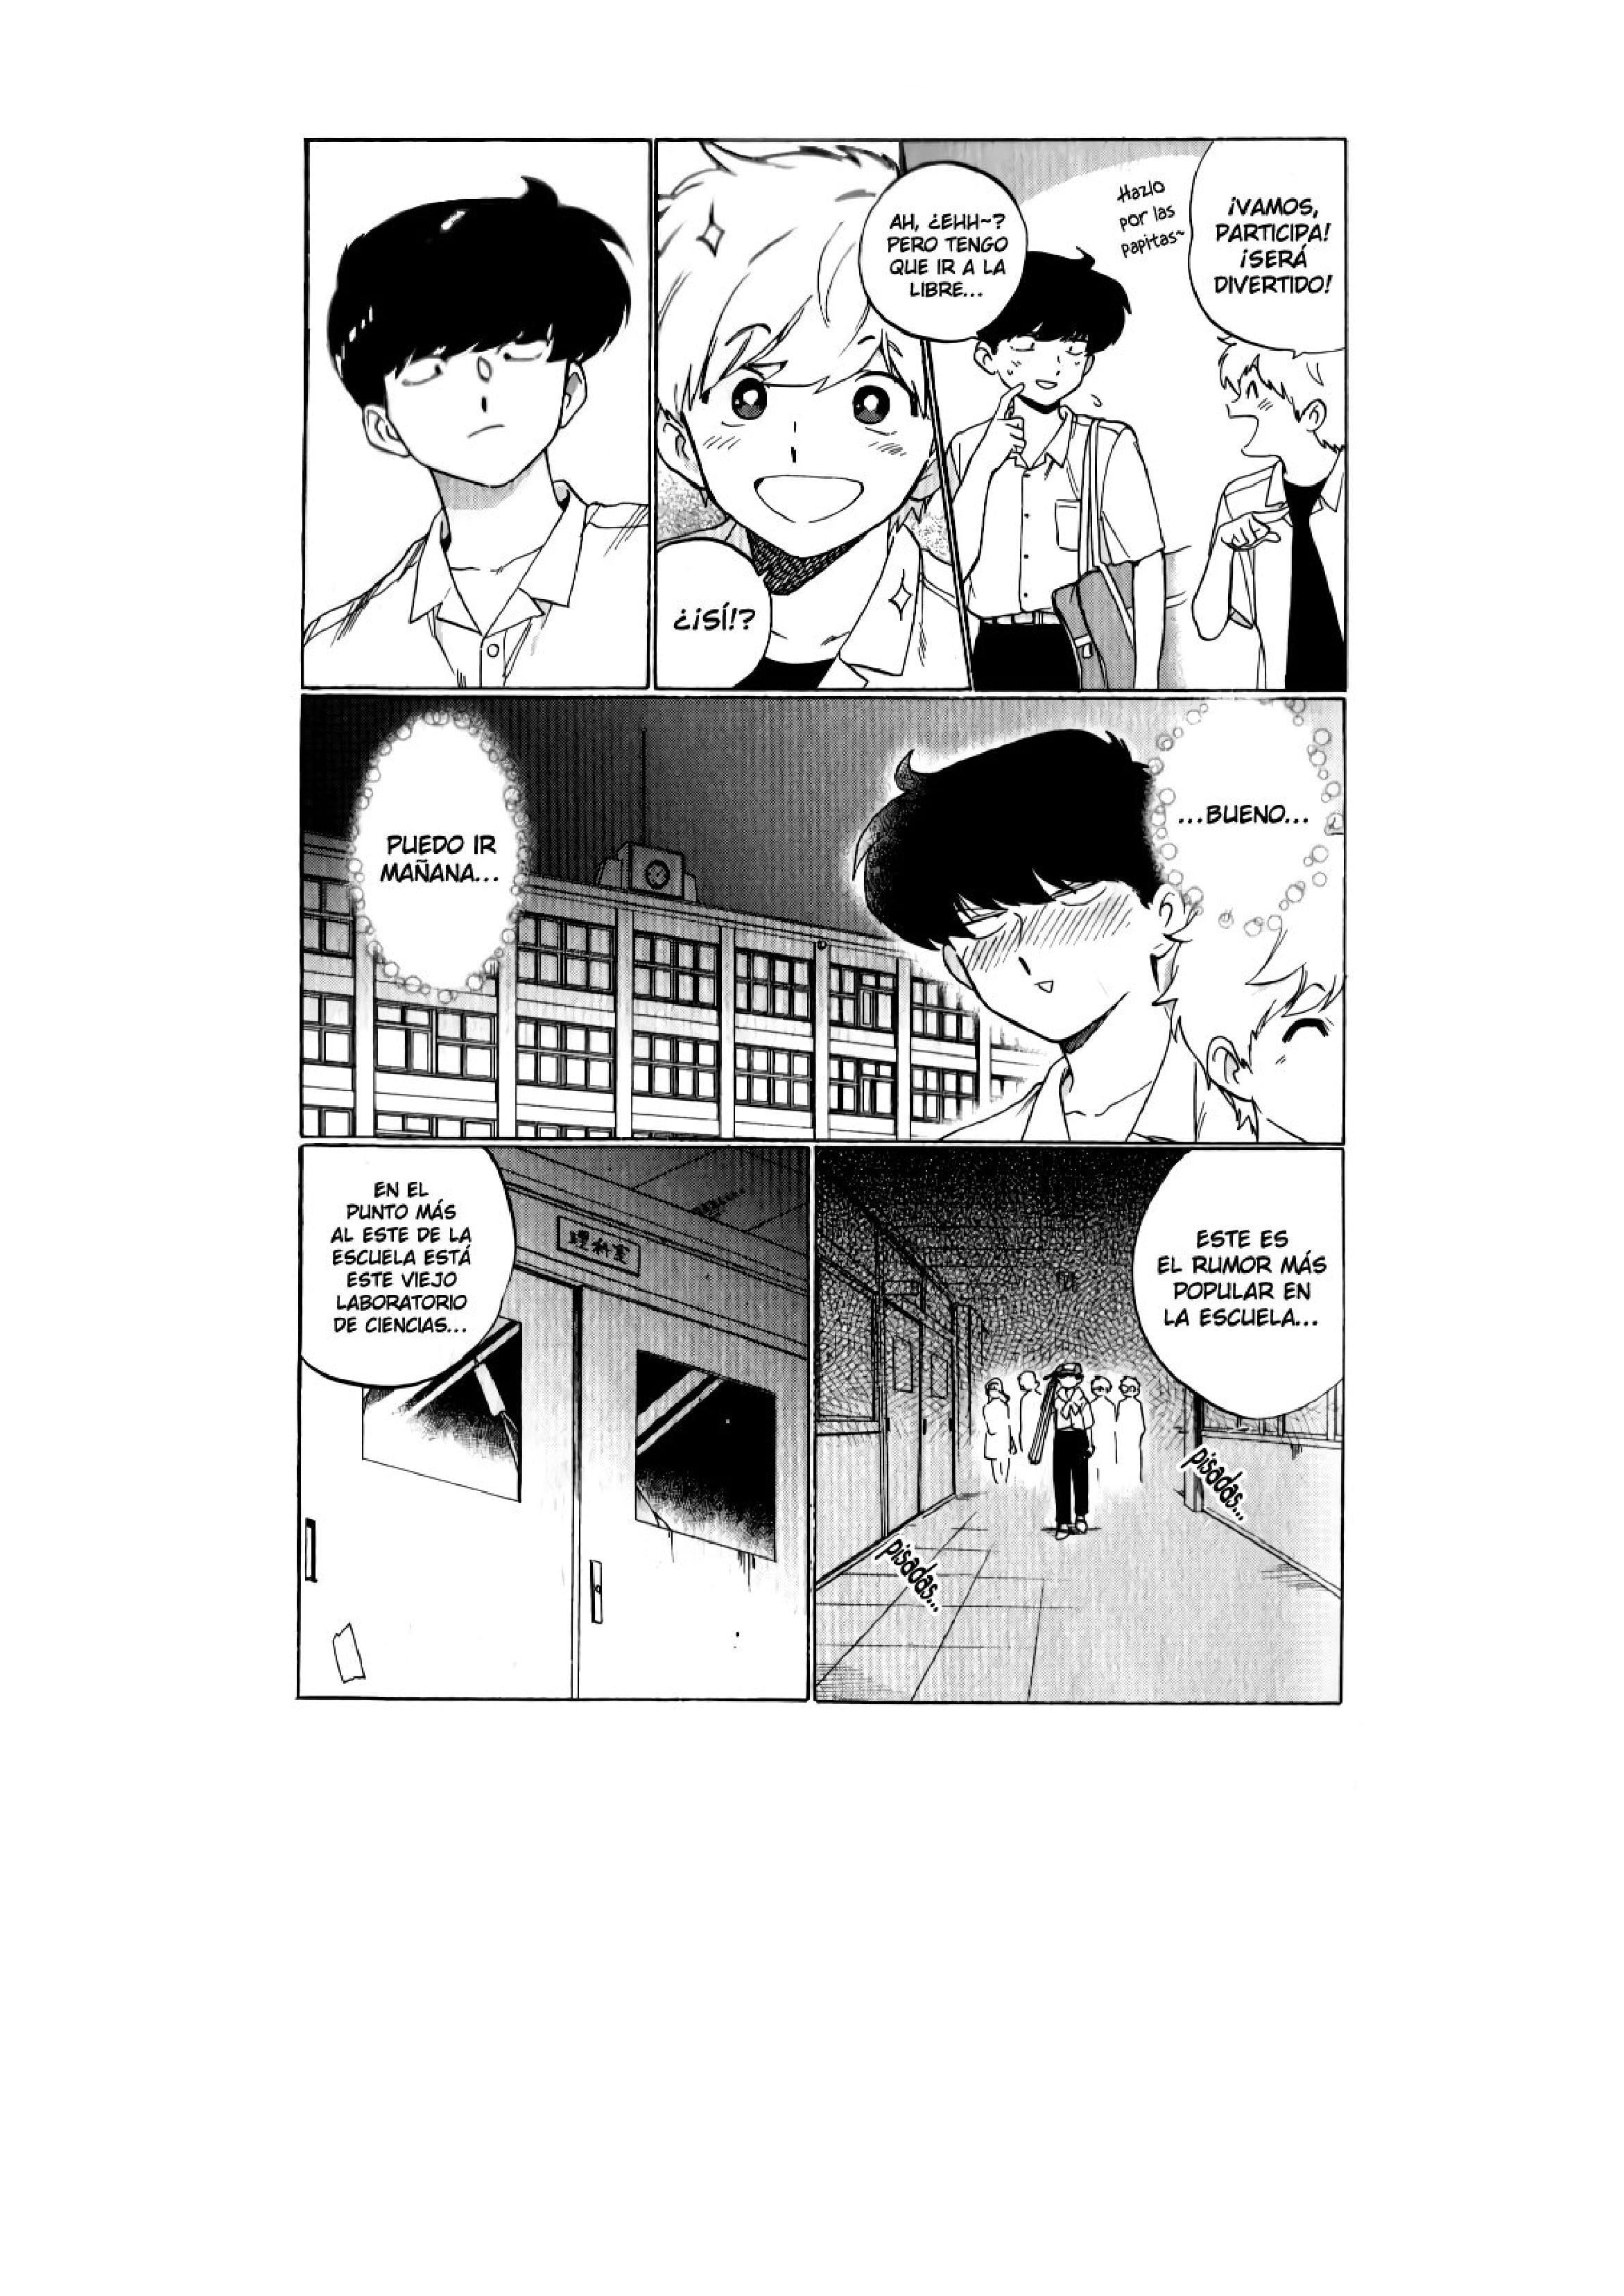 ¡VAMOS,
PARTICIPA!
¡SERÁ
DIVERTIDO!
Hazlo
por las
papitas~
AH, ¿EHH~?
PERO TENGO
QUE IR A LA
LIBRE...
¿¡SÍ!?
...BUENO...
PUEDO IR
MAÑANA...
ESTE ES
EL RUMOR MÁS
POPULAR EN
LA ESCUELA...
pisadas...
pisadas...
EN EL
PUNTO MÁS
AL ESTE DE LA
ESCUELA ESTÁ
ESTE VIEJO
LABORATORIO
DE CIENCIAS...
理科室